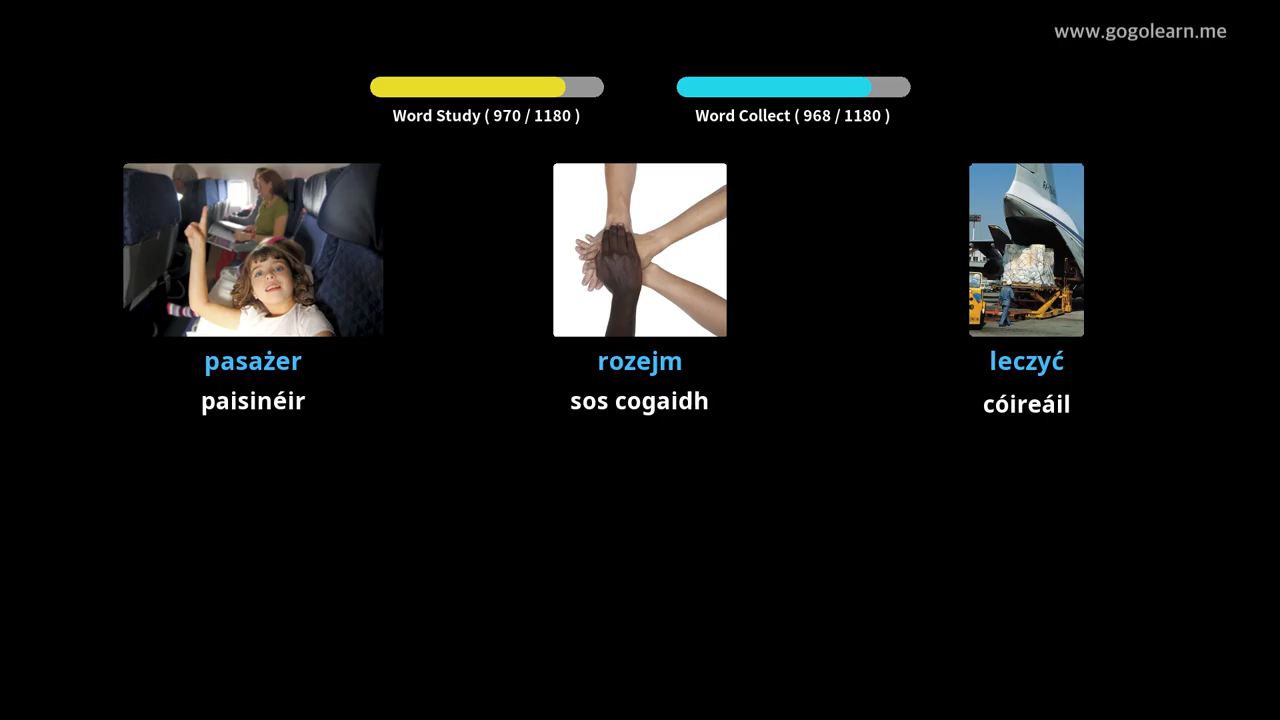 www.gogolearn.me
Word Study ( 970 / 1180 )
Word Collect ( 968 / 1180 )
pasażer
paisinéir
rozejm
sos cogaidh
leczyć
cóireáil